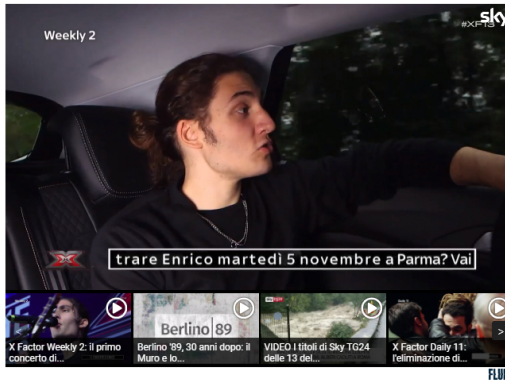 sky
#XF13
Weekly 2
trare Enrico martedì 5 novembre a Parma? Vai
Berlino 89
X Factor Weekly 2: il primo
concerto di...
Berlino '89, 30 anni dopo: il
Muro e lo...
VIDEO I titoli di Sky TG24
delle 13 del...
X Factor Daily 11:
l'eliminazione di...